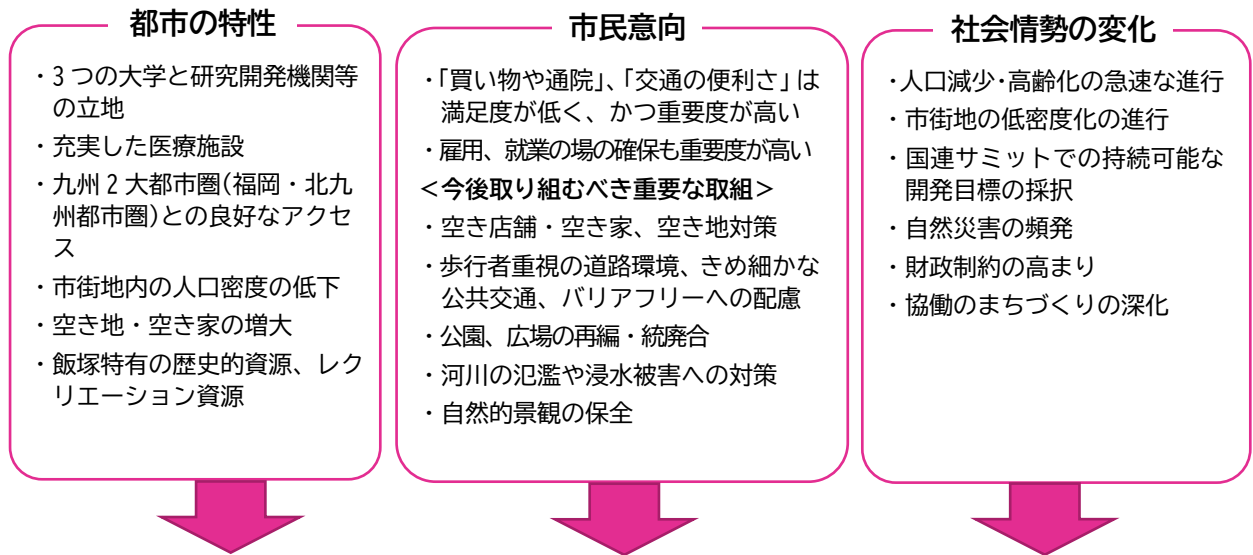 都市の特性
・3つの大学と研究開発機関等
の立地
・充実した医療施設
・九州2大都市圏(福岡・北九
州都市圏)との良好なアクセ
ス
・市街地内の人口密度の低下
・空き地・空き家の増大
・飯塚特有の歴史的資源、レク
リエーション資源
市民意向
・「買い物や通院」、「交通の便利さ」は
満足度が低く、かつ重要度が高い
・雇用、就業の場の確保も重要度が高い
＜今後取り組むべき重要な取組＞
・空き店舗・空き家、空き地対策
・歩行者重視の道路環境、きめ細かな
公共交通、バリアフリーへの配慮
・公園、広場の再編・統廃合
・河川の氾濫や浸水被害への対策
・自然的景観の保全
社会情勢の変化
・人口減少・高齢化の急速な進行
・市街地の低密度化の進行
・国連サミットでの持続可能な
開発目標の採択
・自然災害の頻発
・財政制約の高まり
・協働のまちづくりの深化